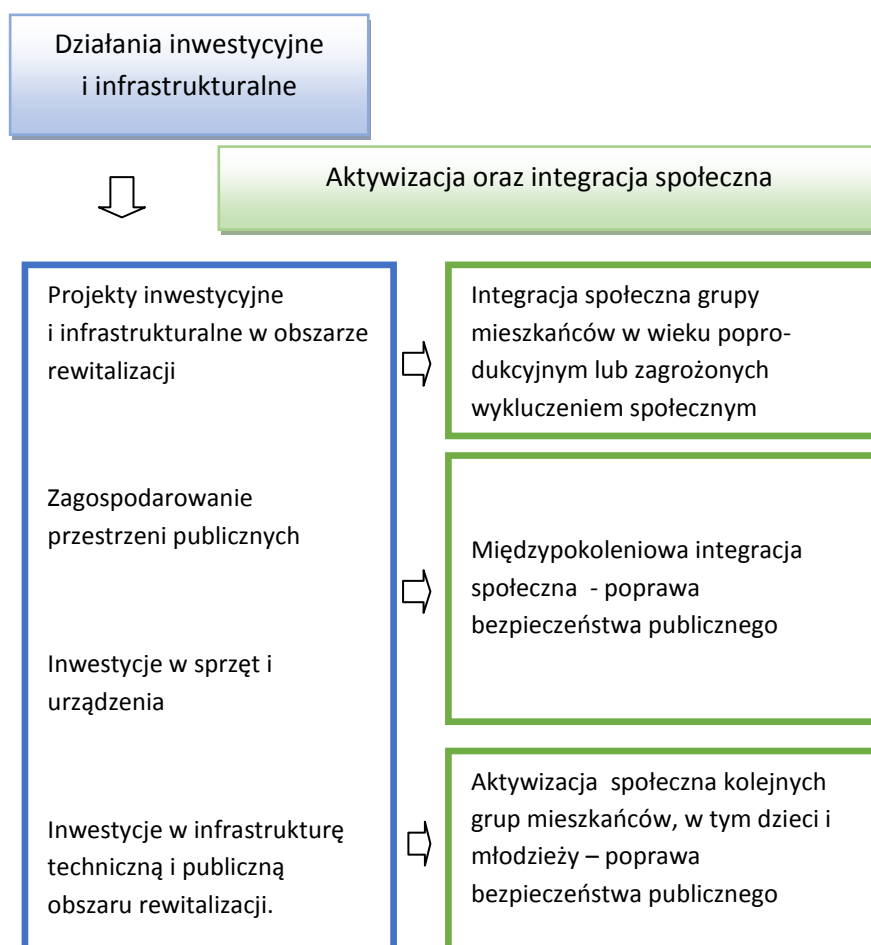 Działania inwestycyjne
i infrastrukturalne
Aktywizacja oraz integracja społeczna
Projekty inwestycyjne
i infrastrukturalne w obszarze
rewitalizacji
Zagospodarowanie
przestrzeni publicznych
Inwestycje w sprzęt i
urządzenia
Inwestycje w infrastrukturę
techniczną i publiczną
obszaru rewitalizacji.
Integracja społeczna grupy
mieszkańców w wieku popro-
dukcyjnym lub zagrożonych
wykluczeniem społecznym
Międzypokoleniowa integracja
społeczna - poprawa
bezpieczeństwa publicznego
Aktywizacja społeczna kolejnych
grup mieszkańców, w tym dzieci i
młodzieży – poprawa
bezpieczeństwa publicznego